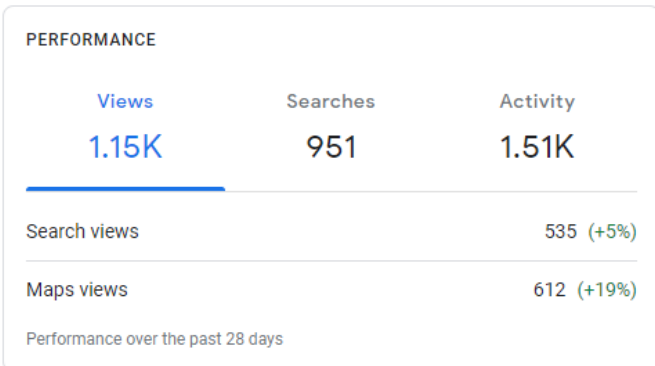 PERFORMANCE
Views Searches Activity
1.15K 951 1.51K
Search views 535 (+5%)
Maps views 612 (+19%)
Performance over the past 28 days